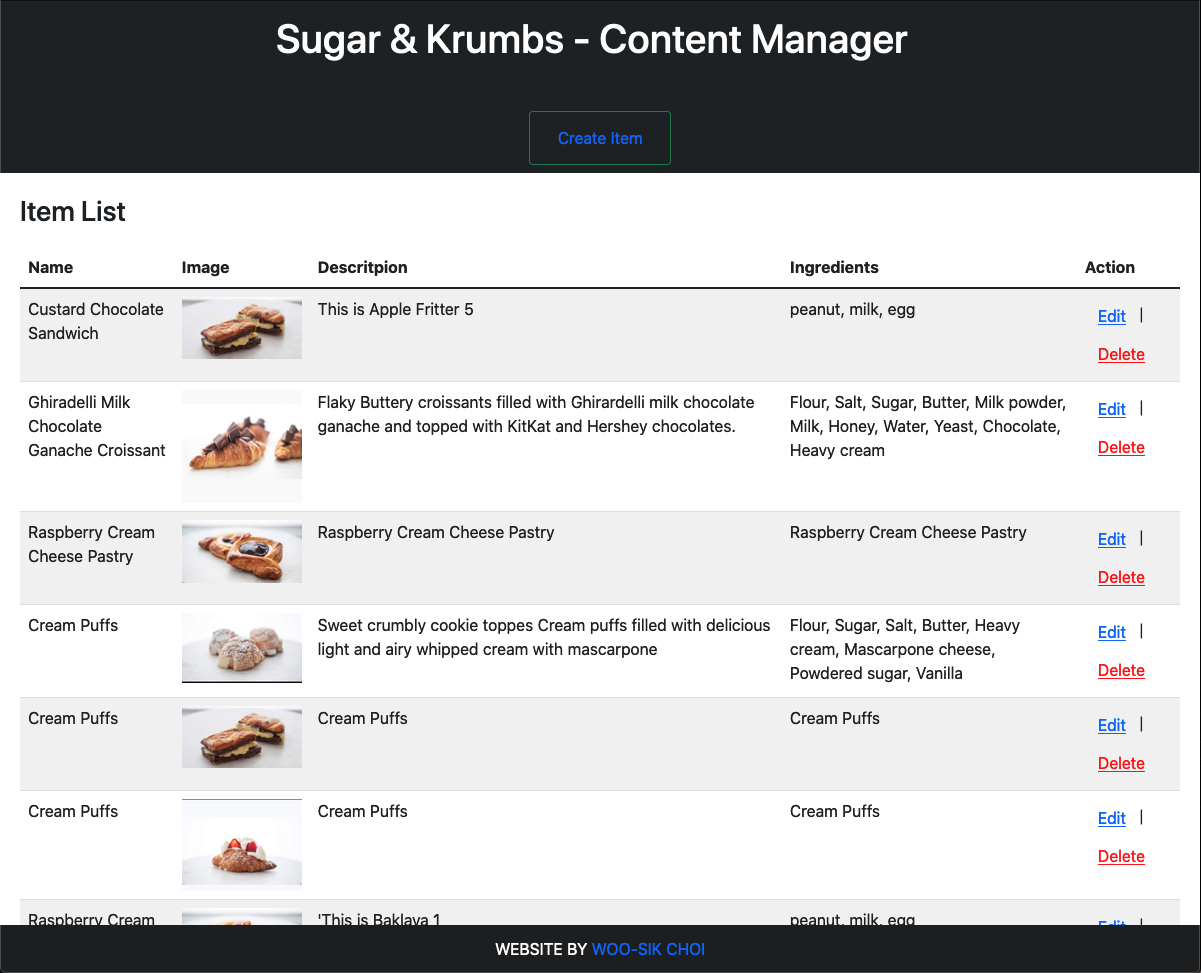 Sugar & Krumbs - Content Manager
Create Item
Item List
Name Image Descritpion Ingredients Action
Custard Chocolate
Sandwich
This is Apple Fritter 5
peanut, milk, egg
Edit |
Delete
Ghiradelli Milk
Chocolate
Ganache Croissant
Flaky Buttery croissants filled with Ghirardelli milk chocolate
ganache and topped with KitKat and Hershey chocolates.
Flour, Salt, Sugar, Butter, Milk powder,
Milk, Honey, Water, Yeast, Chocolate,
Heavy cream
Edit |
Delete
Raspberry Cream
Cheese Pastry
Raspberry Cream Cheese Pastry
Raspberry Cream Cheese Pastry
Edit |
Delete
Cream Puffs
Sweet crumbly cookie toppes Cream puffs filled with delicious
light and airy whipped cream with mascarpone
Flour, Sugar, Salt, Butter, Heavy
cream, Mascarpone cheese,
Powdered sugar, Vanilla
Edit |
Delete
Cream Puffs
Cream Puffs
Cream Puffs
Edit |
Delete
Cream Puffs
Cream Puffs
Cream Puffs
Edit |
Delete
Raspberry Cream
'This is Baklava 1
peanut, milk, egg
Edit |
WEBSITE BY WOO-SIK CHOI